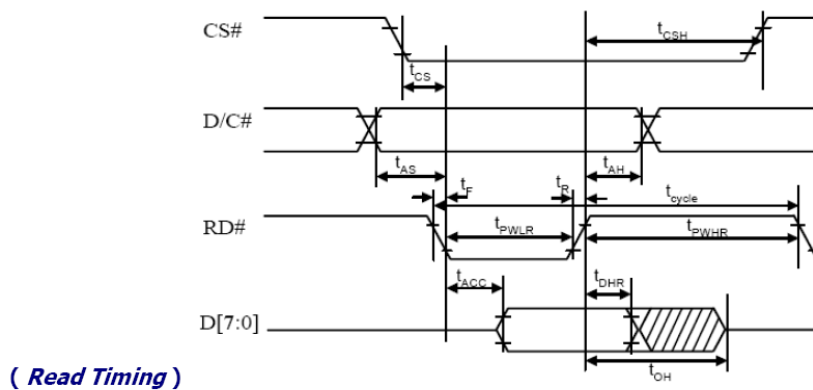 CS#
tCSH
tCS
D/C#
tAS
tAH
tF
tR
tcycle
RD#
tPWLR
tPWHR
tACC
tDHR
D[7:0]
tOH
( Read Timing )